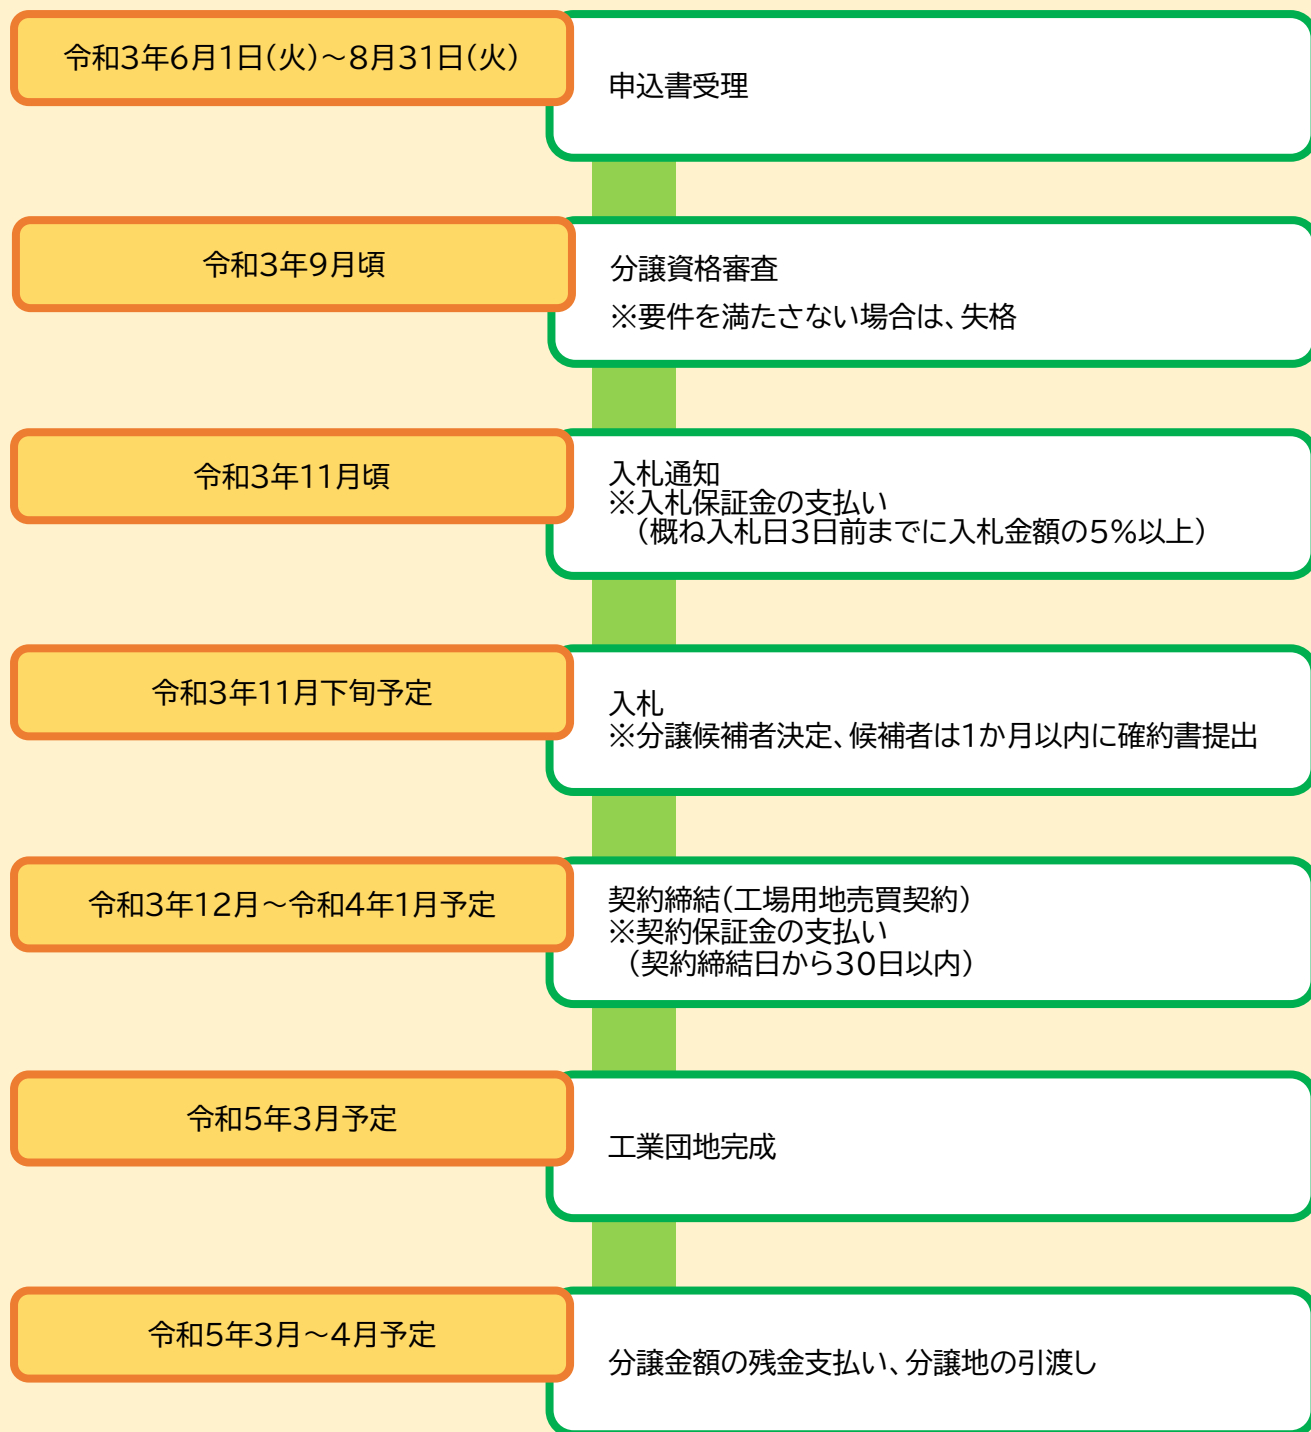 令和3年6月1日(火)～8月31日(火)
申込書受理
令和3年9月頃
分譲資格審査
※要件を満たさない場合は、失格
令和3年11月頃
入札通知
※入札保証金の支払い
(概ね入札日3日前までに入札金額の5%以上)
令和3年11月下旬予定
入札
※分譲候補者決定、候補者は1か月以内に確約書提出
令和3年12月～令和4年1月予定
契約締結(工場用地売買契約)
※契約保証金の支払い
(契約締結日から30日以内)
令和5年3月予定
工業団地完成
令和5年3月～4月予定
分譲金額の残金支払い、分譲地の引渡し